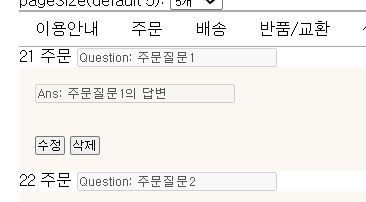 pageSize(default 5): 5개
이용안내 주문 배송 반품/교환
21 주문 Question: 주문질문1
Ans: 주문질문1의 답변
수정 삭제
22 주문 Question: 주문질문2